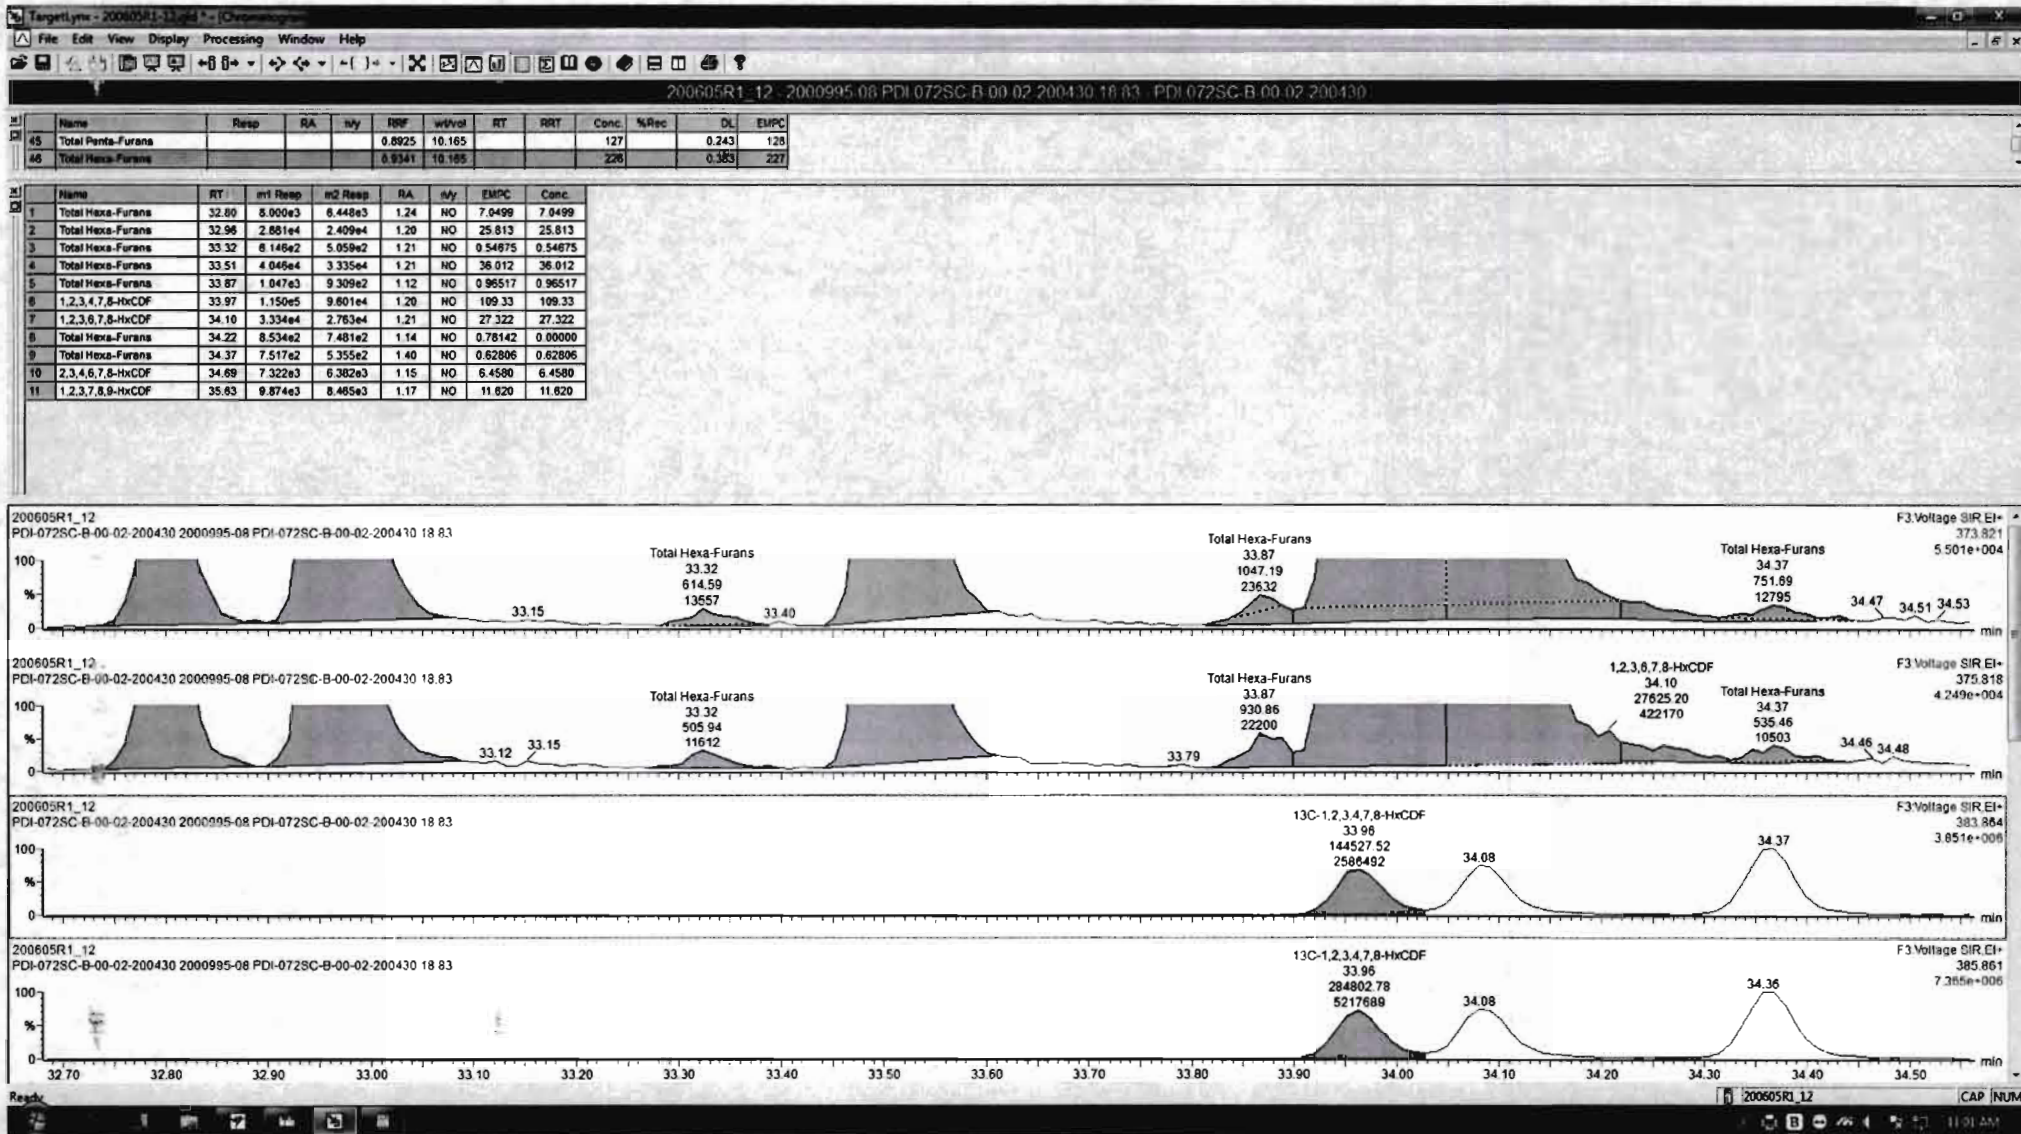 TargetLynx - 200605R1-12.qld * - [Chromatogram
File Edit View Display Processing Window Help
200605R1_12 - 2000995-08 PDI-072SC-B-00-02-200430 18.83 - PDI-072SC-B-00-02-200430
Name Resp RA n/y RRF wt/vol RT RRT Conc. %Rec DL EMPC
45 Total Penta-Furans 0.8925 10.165 127 0.243 128
46 Total Hexa-Furans 0.9341 10.165 226 0.383 227
Name RT m1 Resp m2 Resp RA n/y EMPC Conc.
1 Total Hexa-Furans 32.80 8.000e3 6.448e3 1.24 NO 7.0499 7.0499
2 Total Hexa-Furans 32.96 2.881e4 2.409e4 1.20 NO 25.813 25.813
3 Total Hexa-Furans 33.32 6.146e2 5.059e2 1.21 NO 0.54675 0.54675
4 Total Hexa-Furans 33.51 4.046e4 3.335e4 1.21 NO 36.012 36.012
5 Total Hexa-Furans 33.87 1.047e3 9.309e2 1.12 NO 0.96517 0.96517
6 1,2,3,4,7,8-HxCDF 33.97 1.150e5 9.601e4 1.20 NO 109.33 109.33
7 1,2,3,6,7,8-HxCDF 34.10 3.334e4 2.763e4 1.21 NO 27.322 27.322
8 Total Hexa-Furans 34.22 8.534e2 7.481e2 1.14 NO 0.78142 0.00000
9 Total Hexa-Furans 34.37 7.517e2 5.355e2 1.40 NO 0.62806 0.62806
10 2,3,4,6,7,8-HxCDF 34.69 7.322e3 6.382e3 1.15 NO 6.4580 6.4580
11 1,2,3,7,8,9-HxCDF 35.63 9.874e3 8.465e3 1.17 NO 11.620 11.620
200605R1_12
PDI-072SC-B-00-02-200430 2000995-08 PDI-072SC-B-00-02-200430 18.83
F3:Voltage SIR,EI+
373.821
5.501e+004
Total Hexa-Furans
33.32
614.59
13557
Total Hexa-Furans
33.87
1047.19
23632
Total Hexa-Furans
34.37
751.69
12795
33.15 33.40 34.47 34.51 34.53
100
%
0
min
200605R1_12
PDI-072SC-B-00-02-200430 2000995-08 PDI-072SC-B-00-02-200430 18.83
F3:Voltage SIR,EI+
375.818
4.249e+004
Total Hexa-Furans
33.32
505.94
11612
Total Hexa-Furans
33.87
930.86
22200
1,2,3,6,7,8-HxCDF
34.10
27625.20
422170
Total Hexa-Furans
34.37
535.46
10503
33.12 33.15 33.79 34.46 34.48
100
%
0
min
200605R1_12
PDI-072SC-B-00-02-200430 2000995-08 PDI-072SC-B-00-02-200430 18.83
F3:Voltage SIR,EI+
383.864
3.651e+006
13C-1,2,3,4,7,8-HxCDF
33.96
144527.52
2586492
34.08
34.37
100
%
0
min
200605R1_12
PDI-072SC-B-00-02-200430 2000995-08 PDI-072SC-B-00-02-200430 18.83
F3:Voltage SIR,EI+
385.861
7.365e+006
13C-1,2,3,4,7,8-HxCDF
33.96
284802.78
5217689
34.08
34.36
100
%
0
min
32.70 32.80 32.90 33.00 33.10 33.20 33.30 33.40 33.50 33.60 33.70 33.80 33.90 34.00 34.10 34.20 34.30 34.40 34.50
Ready
200605R1_12 CAP NUM
11:01 AM